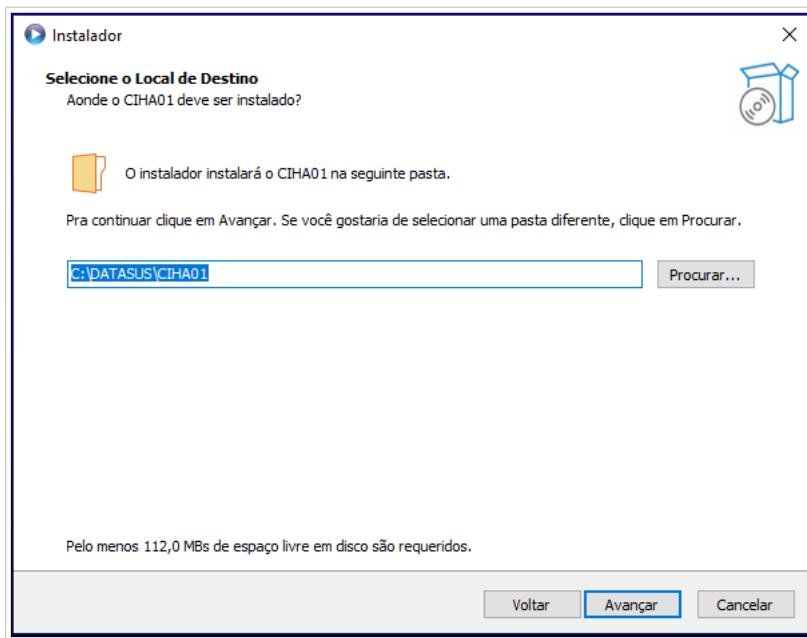 Instalador
Selecione o Local de Destino
Aonde o CIHA01 deve ser instalado?
O instalador instalará o CIHA01 na seguinte pasta.
Pra continuar clique em Avançar. Se você gostaria de selecionar uma pasta diferente, clique em Procurar.
C:\DATASUS\CIHA01
Procurar...
Pelo menos 112,0 MBs de espaço livre em disco são requeridos.
Voltar
Avançar
Cancelar